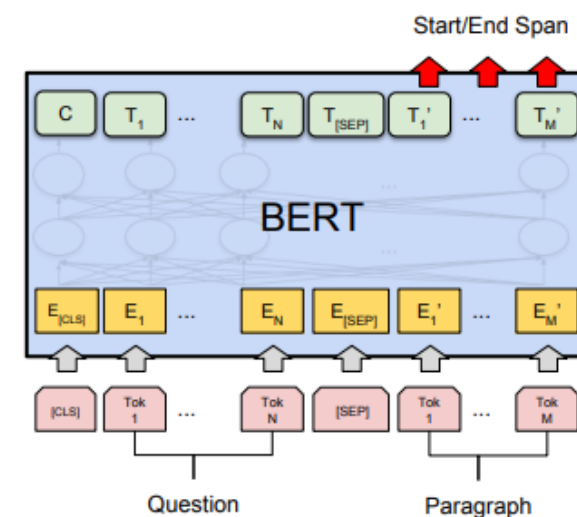 Start/End Span
C T1 ... TN T[SEP] T1' ... TM'
...
BERT
...
E[CLS] E1 ... EN E[SEP] E1' ... EM'
[CLS] Tok 1 ... Tok N [SEP] Tok 1 ... Tok M
Question Paragraph